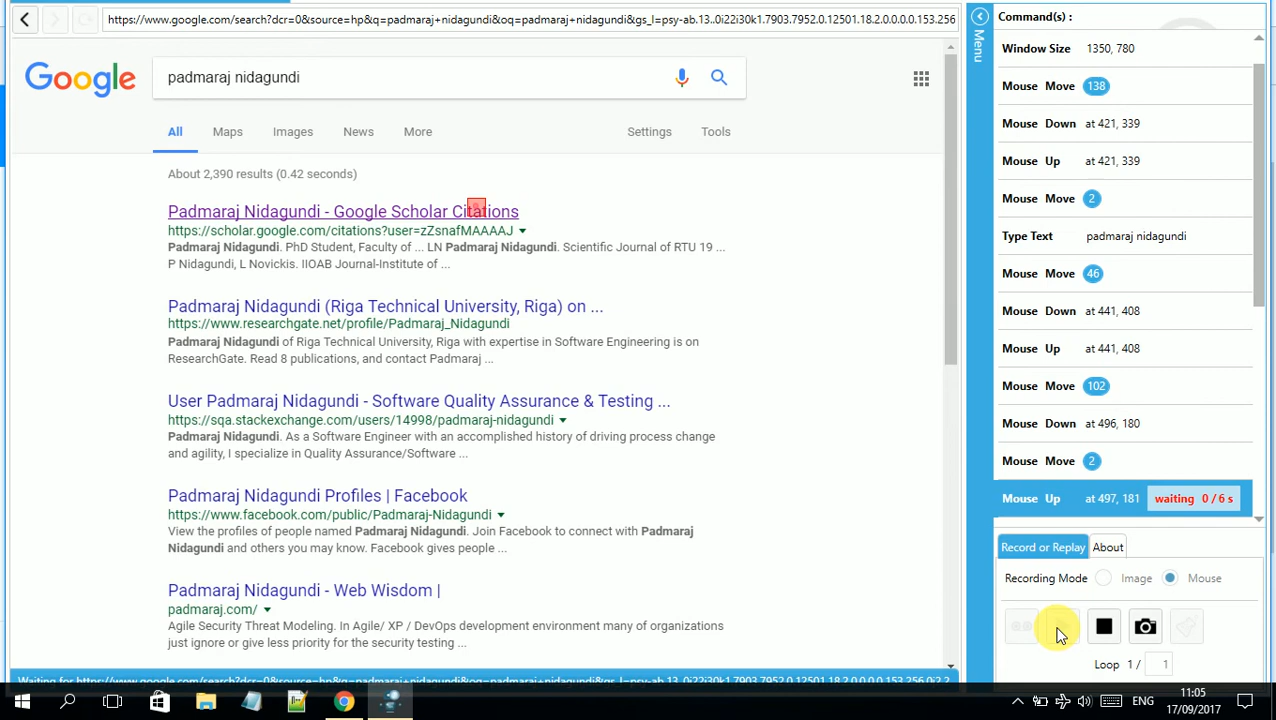 https://www.google.com/search?dcr=0&source=hp&q=padmaraj+nidagundi&oq=padmaraj+nidagundi&gs_l=psy-ab.13..0i22i30k1.7903.7952.0.12501.18.2.0.0.0.0.153.256
Google
padmaraj nidagundi
All
Maps
Images
News
More
Settings
Tools
About 2,390 results (0.42 seconds)
Padmaraj Nidagundi - Google Scholar Citations
https://scholar.google.com/citations?user=zZsnafMAAAAJ
Padmaraj Nidagundi. PhD Student, Faculty of ... LN Padmaraj Nidagundi. Scientific Journal of RTU 19 ...
P Nidagundi, L Novickis. IIOAB Journal-Institute of ...
Padmaraj Nidagundi (Riga Technical University, Riga) on ...
https://www.researchgate.net/profile/Padmaraj_Nidagundi
Padmaraj Nidagundi of Riga Technical University, Riga with expertise in Software Engineering is on
ResearchGate. Read 8 publications, and contact Padmaraj ...
User Padmaraj Nidagundi - Software Quality Assurance & Testing ...
https://sqa.stackexchange.com/users/14998/padmaraj-nidagundi
Padmaraj Nidagundi. As a Software Engineer with an accomplished history of driving process change
and agility, I specialize in Quality Assurance/Software ...
Padmaraj Nidagundi Profiles | Facebook
https://www.facebook.com/public/Padmaraj-Nidagundi
View the profiles of people named Padmaraj Nidagundi. Join Facebook to connect with Padmaraj
Nidagundi and others you may know. Facebook gives people ...
Padmaraj Nidagundi - Web Wisdom |
padmaraj.com/
Agile Security Threat Modeling. In Agile/ XP / DevOps development environment many of organizations
just ignore or give less priority for the security testing ...
Menu
Command(s) :
Window Size 1350, 780
Mouse Move 138
Mouse Down at 421, 339
Mouse Up at 421, 339
Mouse Move 2
Type Text padmaraj nidagundi
Mouse Move 46
Mouse Down at 441, 408
Mouse Up at 441, 408
Mouse Move 102
Mouse Down at 496, 180
Mouse Move 2
Mouse Up at 497, 181 waiting 0 / 6 s
Record or Replay
About
Recording Mode Image Mouse
Loop 1 / 1
ENG
11:05
17/09/2017